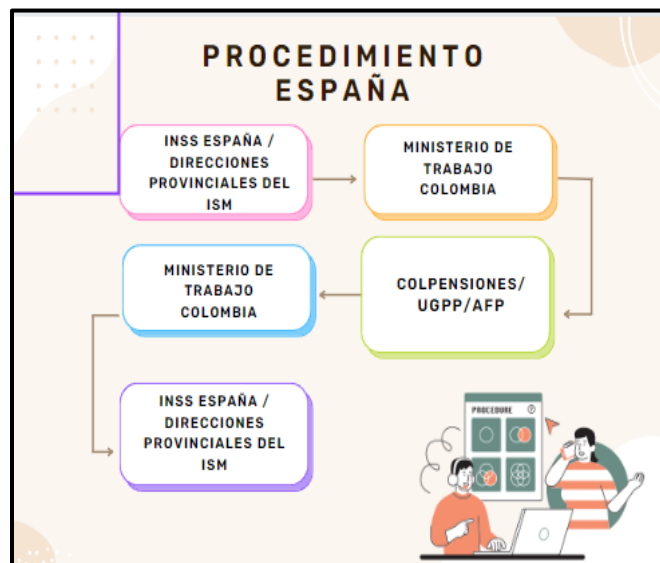 PROCEDIMIENTO
ESPAÑA
INSS ESPAÑA /
DIRECCIONES
PROVINCIALES DEL
ISM
MINISTERIO DE
TRABAJO
COLOMBIA
COLPENSIONES/
UGPP/AFP
MINISTERIO DE
TRABAJO
COLOMBIA
INSS ESPAÑA /
DIRECCIONES
PROVINCIALES DEL
ISM
PROCEDURE